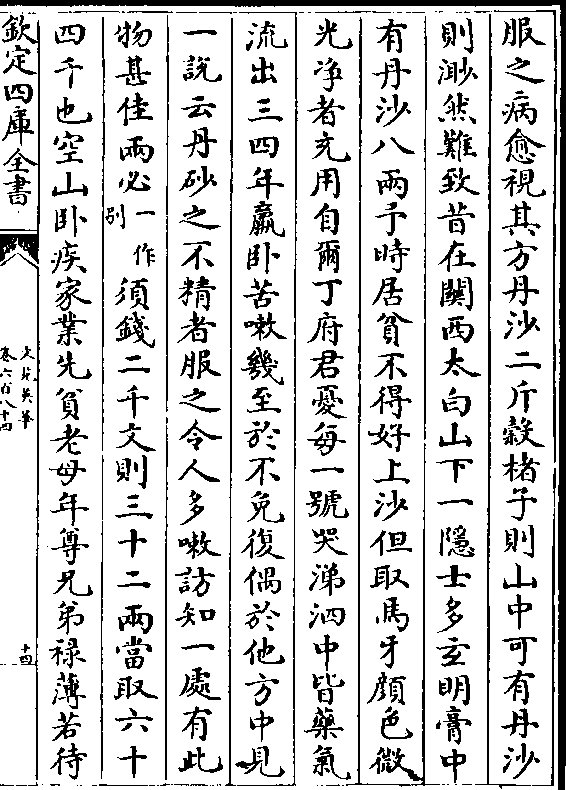 服之病愈視其方丹沙二斤穀楮子則山中可有丹沙
則渺然難致昔在關西太白山下一隱士多玄明膏中
有丹沙八兩予時居貧不得好上沙但取馬牙顔色微
光浄者充用自爾丁府君憂每一號哭涕泗中皆藥氣
流出三四年羸卧苦嗽幾至於不免復偶於他方中見
一說云丹砂之不精者服之令人多嗽訪知一處有此
物甚佳兩必一作别須錢二千文則三十二兩當取六十
四千也空山卧疾家業先貧老母年尊兄弟禄薄若待
欽定四庫全書
文苑英華
卷六百八十四
十四